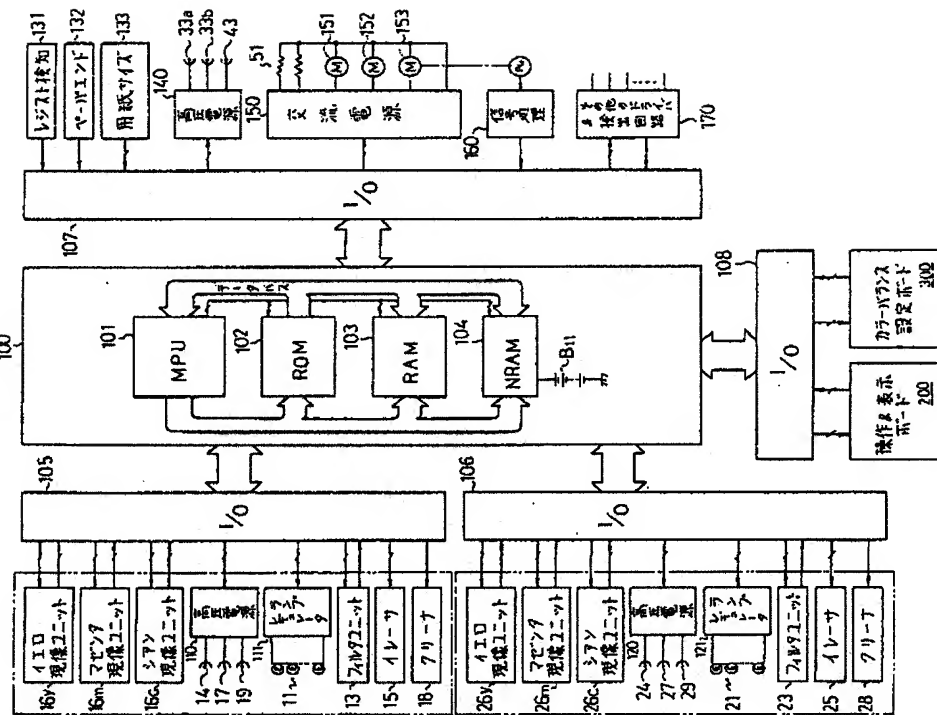 レジスト検知
131
ペーパエンド
132
用紙サイズ
133
高圧電源
140
33a
33b
43
交流電源
150
51
M
151
M
152
M
153
信号処理
160
170
I/O
107
100
MPU
101
ROM
102
RAM
103
NRAM
104
データバス
B11
I/O
105
イエロ
現像ユニット
16y
マゼンタ
現像ユニット
16m
シアン
現像ユニット
16c
高圧電源
110
14
17
19
ランプ
レギュレータ
111
11
フィルタユニット
13
イレーサ
15
クリーナ
18
I/O
106
イエロ
現像ユニット
26y
マゼンタ
現像ユニット
26m
シアン
現像ユニット
26c
高圧電源
120
24
27
29
ランプ
レギュレータ
121
21
フィルタユニット
23
イレーサ
25
クリーナ
28
I/O
108
操作&表示
ボード
200
カラーバランス
設定ボード
300